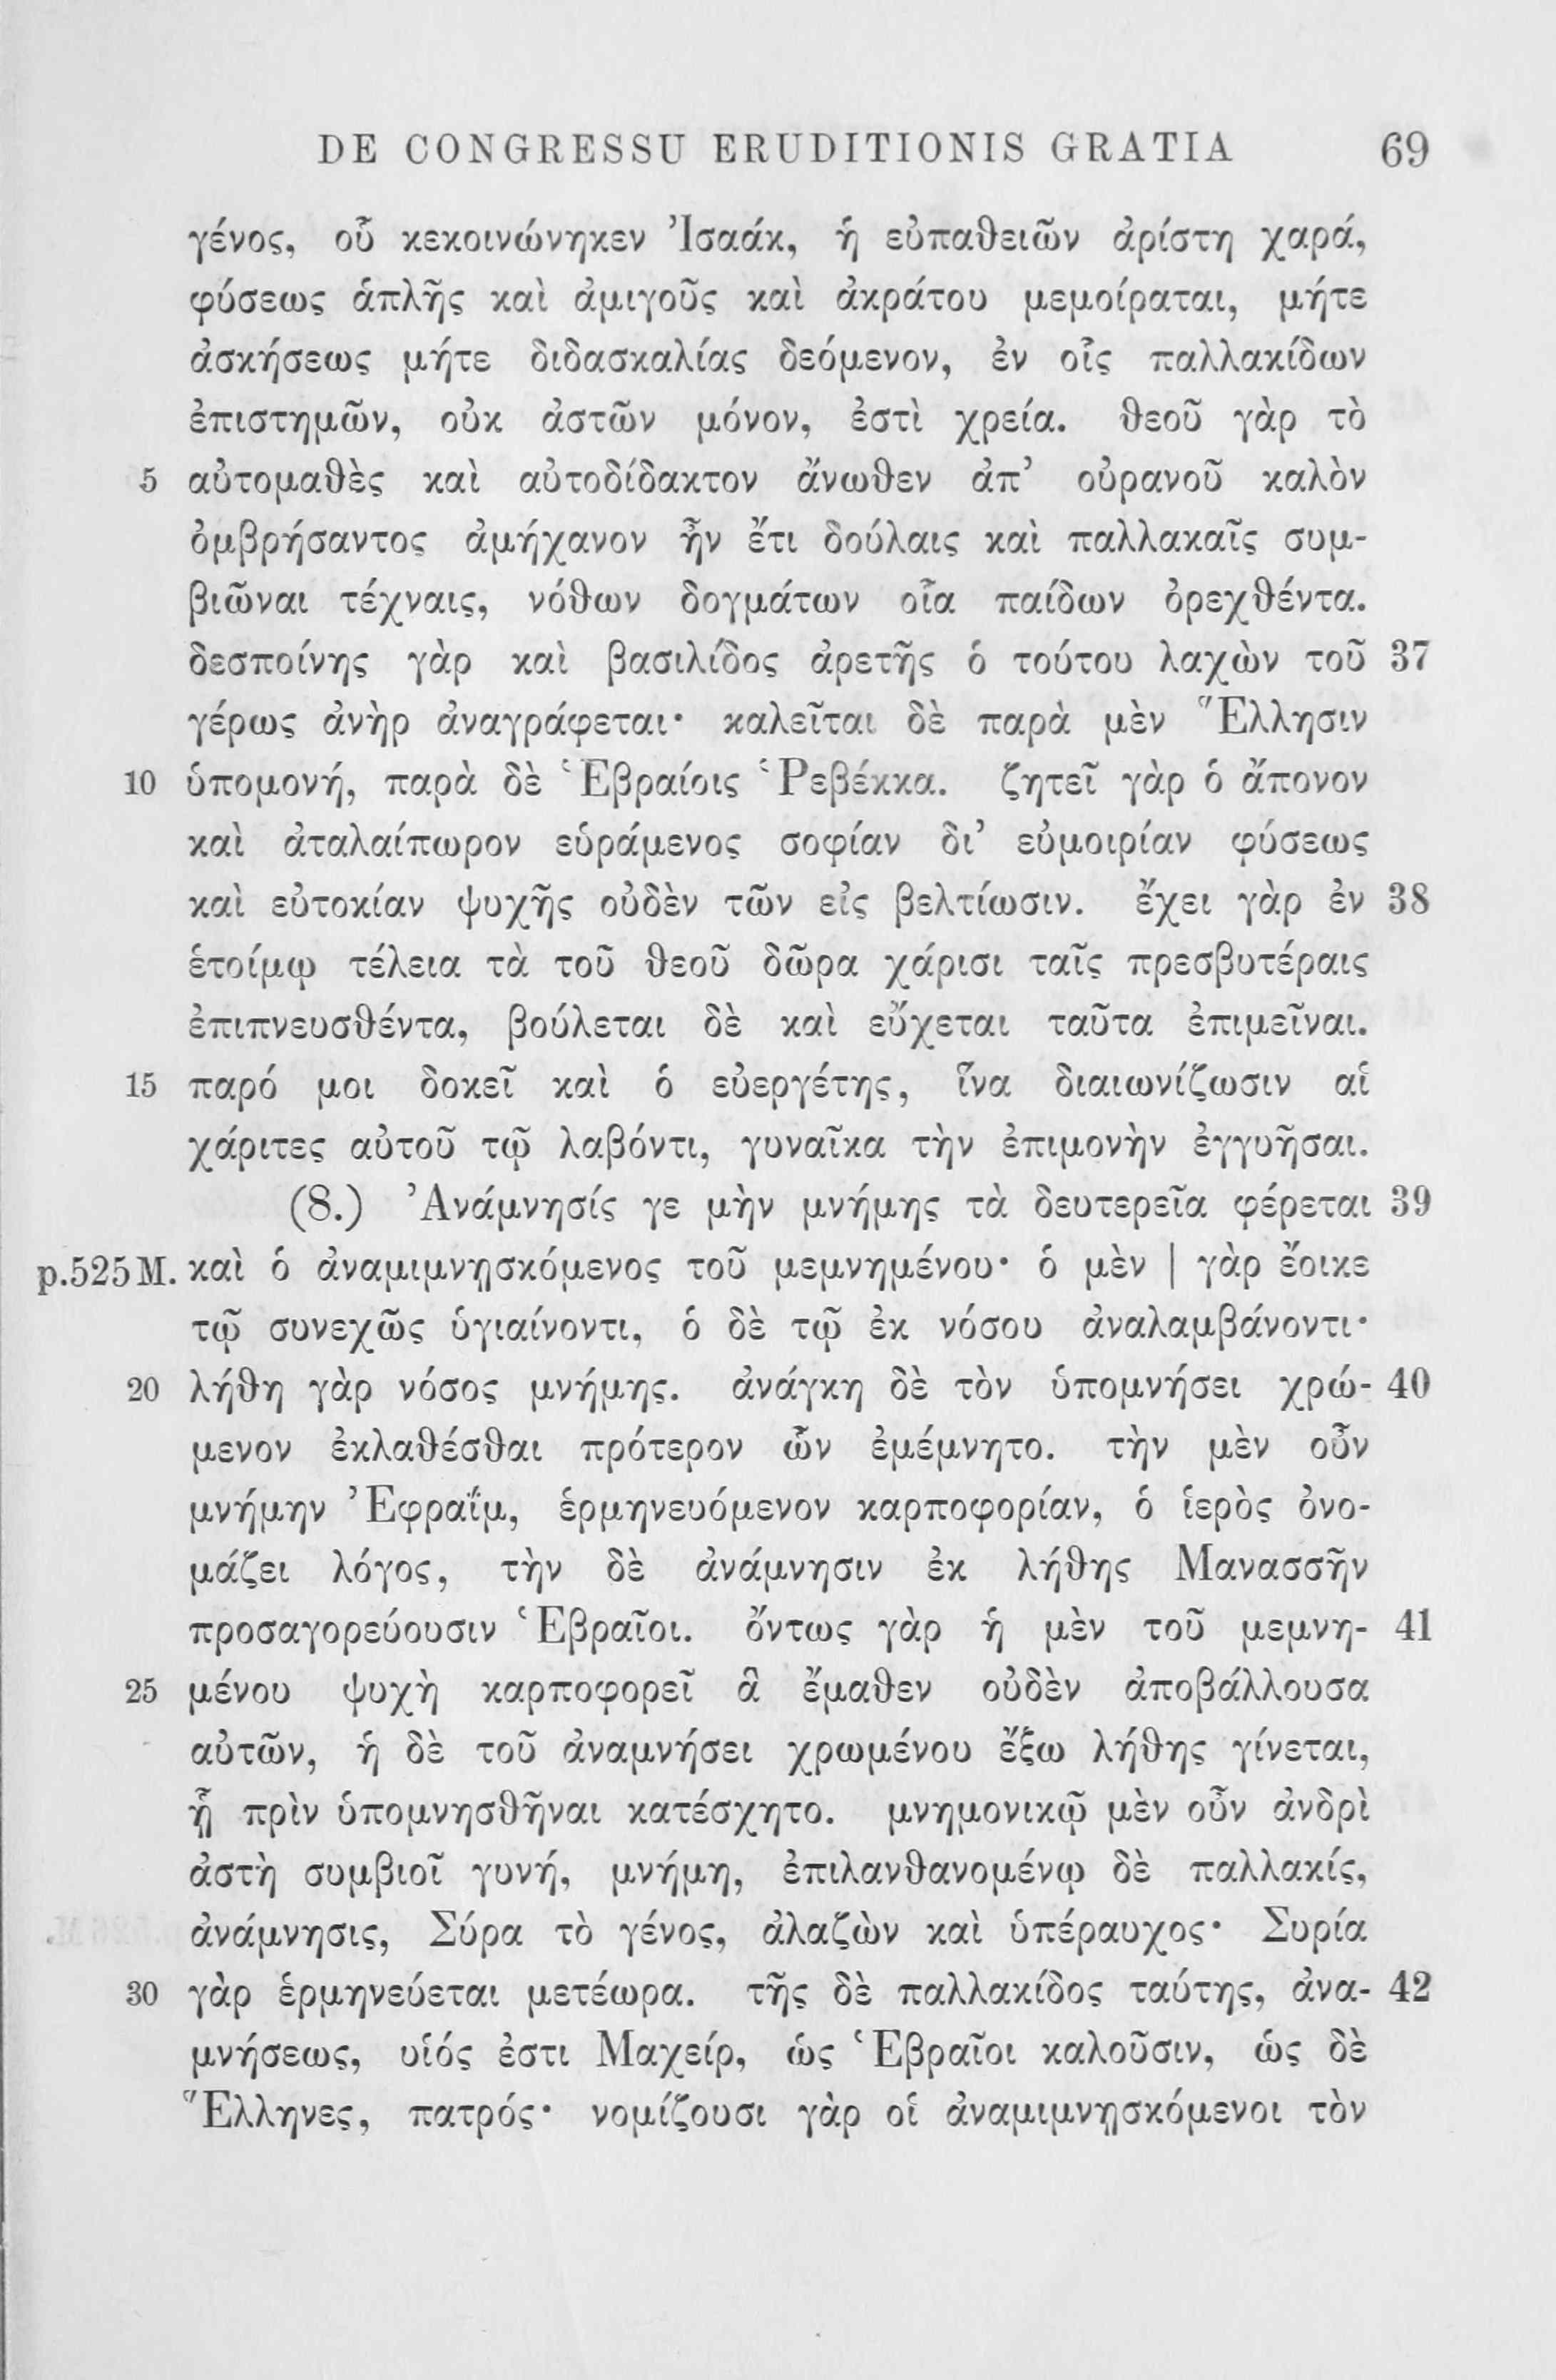 DE CONGRESSU ERUDITIONIS GRATIA 69
γένος, οὗ κεκοινώνηκεν Ἰσαάκ, ἡ εὐπαθειῶν ἀρίστη χαρά,
φύσεως ἁπλῆς καὶ ἀμιγοῦς καὶ ἀκράτου μεμοίραται, μήτε
ἀσκήσεως μήτε διδασκαλίας δεόμενον, ἐν οἷς παλλακίδων
ἐπιστημῶν, οὐκ ἀστῶν μόνον, ἐστὶ χρεία. θεοῦ γὰρ τὸ
5 αὐτομαθὲς καὶ αὐτοδίδακτον ἄνωθεν ἀπ’ οὐρανοῦ καλὸν
ὀμβρήσαντος ἀμήχανον ἦν ἔτι δούλαις καὶ παλλακαῖς συμ-
βιῶναι τέχναις, νόθων δογμάτων οἷα παίδων ὀρεχθέντα.
δεσποίνης γὰρ καὶ βασιλίδος ἀρετῆς ὁ τούτου λαχὼν τοῦ 37
γέρως ἀνὴρ ἀναγράφεται· καλεῖται δὲ παρὰ μὲν Ἕλλησιν
10 ὑπομονή, παρὰ δὲ Ἑβραίοις Ῥεβέκκα. ζητεῖ γὰρ ὁ ἄπονον
καὶ ἀταλαίπωρον εὑράμενος σοφίαν δι’ εὐμοιρίαν φύσεως
καὶ εὐτοκίαν ψυχῆς οὐδὲν τῶν εἰς βελτίωσιν. ἔχει γὰρ ἐν 38
ἑτοίμῳ τέλεια τὰ τοῦ θεοῦ δῶρα χάρισι ταῖς πρεσβυτέραις
ἐπιπνευσθέντα, βούλεται δὲ καὶ εὔχεται ταῦτα ἐπιμεῖναι.
15 παρό μοι δοκεῖ καὶ ὁ εὐεργέτης, ἵνα διαιωνίζωσιν αἱ
χάριτες αὐτοῦ τῷ λαβόντι, γυναῖκα τὴν ἐπιμονὴν ἐγγυῆσαι.
(8.) Ἀνάμνησίς γε μὴν μνήμης τὰ δευτερεῖα φέρεται 39
p.525 M. καὶ ὁ ἀναμιμνῃσκόμενος τοῦ μεμνημένου· ὁ μὲν | γὰρ ἔοικε
τῷ συνεχῶς ὑγιαίνοντι, ὁ δὲ τῷ ἐκ νόσου ἀναλαμβάνοντι·
20 λήθη γὰρ νόσος μνήμης. ἀνάγκη δὲ τὸν ὑπομνήσει χρώ- 40
μενον ἐκλαθέσθαι πρότερον ὧν ἐμέμνητο. τὴν μὲν οὖν
μνήμην Ἐφραΐμ, ἑρμηνευόμενον καρποφορίαν, ὁ ἱερὸς ὀνο-
μάζει λόγος, τὴν δὲ ἀνάμνησιν ἐκ λήθης Μανασσῆν
προσαγορεύουσιν Ἑβραῖοι. ὄντως γὰρ ἡ μὲν τοῦ μεμνη- 41
25 μένου ψυχὴ καρποφορεῖ ἃ ἔμαθεν οὐδὲν ἀποβάλλουσα
αὐτῶν, ἡ δὲ τοῦ ἀναμνήσει χρωμένου ἔξω λήθης γίνεται,
ᾗ πρὶν ὑπομνησθῆναι κατέσχητο. μνημονικῷ μὲν οὖν ἀνδρὶ
ἀστὴ συμβιοῖ γυνή, μνήμη, ἐπιλανθανομένῳ δὲ παλλακίς,
ἀνάμνησις, Σύρα τὸ γένος, ἀλαζὼν καὶ ὑπέραυχος· Συρία
30 γὰρ ἑρμηνεύεται μετέωρα. τῆς δὲ παλλακίδος ταύτης, ἀνα- 42
μνήσεως, υἱός ἐστι Μαχείρ, ὡς Ἑβραῖοι καλοῦσιν, ὡς δὲ
Ἕλληνες, πατρός· νομίζουσι γὰρ οἱ ἀναμιμνῃσκόμενοι τὸν